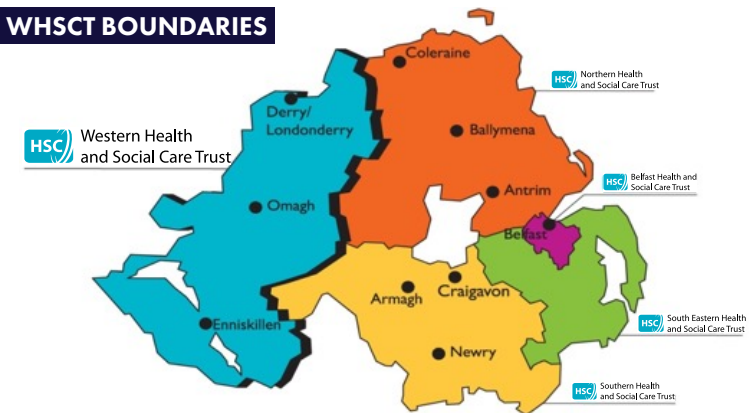 WHSCT BOUNDARIES
Coleraine
HSC
Northern Health
and Social Care Trust
Derry/
Londonderry
Ballymena
HSC
Western Health
and Social Care Trust
Antrim
HSC
Belfast Health and
Social Care Trust
Omagh
Belfast
Armagh
Craigavon
Enniskillen
HSC
South Eastern Health
and Social Care Trust
Newry
HSC
Southern Health
and Social Care Trust